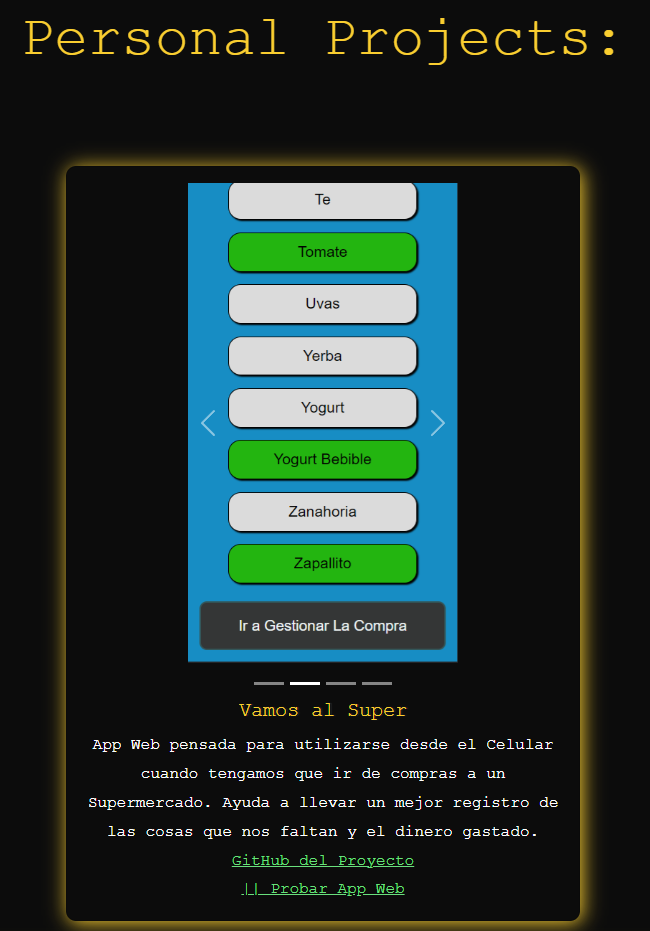 Personal Projects:
Te
Tomate
Uvas
Yerba
Yogurt
Yogurt Bebible
Zanahoria
Zapallito
Ir a Gestionar La Compra
Vamos al Super
App Web pensada para utilizarse desde el Celular
cuando tengamos que ir de compras a un
Supermercado. Ayuda a llevar un mejor registro de
las cosas que nos faltan y el dinero gastado.
GitHub del Proyecto
|| Probar App Web